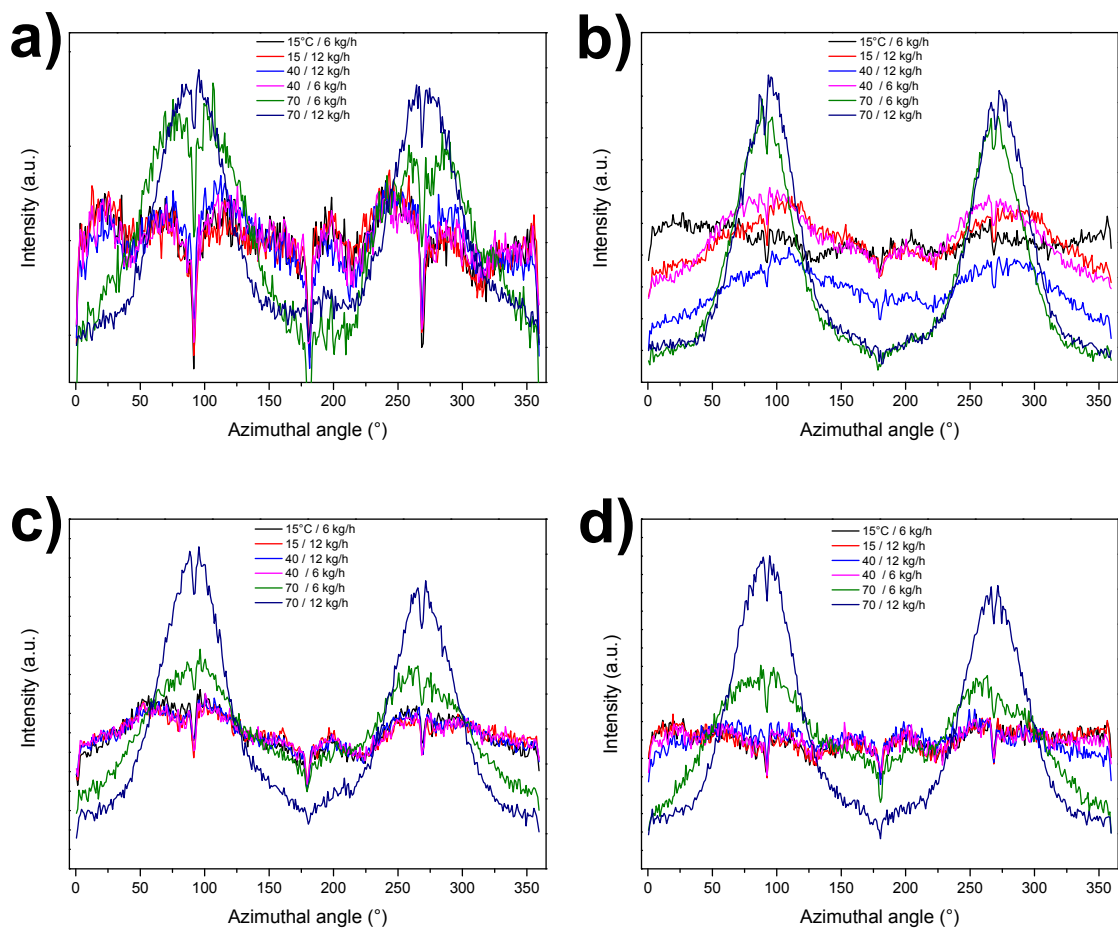 a)
15°C / 6 kg/h
15 / 12 kg/h
40 / 12 kg/h
40 / 6 kg/h
70 / 6 kg/h
70 / 12 kg/h
Intensity (a.u.)
0 50 100 150 200 250 300 350
Azimuthal angle (°)
b)
15°C / 6 kg/h
15 / 12 kg/h
40 / 12 kg/h
40 / 6 kg/h
70 / 6 kg/h
70 / 12 kg/h
Intensity (a.u.)
0 50 100 150 200 250 300 350
Azimuthal angle (°)
c)
15°C / 6 kg/h
15 / 12 kg/h
40 / 12 kg/h
40 / 6 kg/h
70 / 6 kg/h
70 / 12 kg/h
Intensity (a.u.)
0 50 100 150 200 250 300 350
Azimuthal angle (°)
d)
15°C / 6 kg/h
15 / 12 kg/h
40 / 12 kg/h
40 / 6 kg/h
70 / 6 kg/h
70 / 12 kg/h
Intensity (a.u.)
0 50 100 150 200 250 300 350
Azimuthal angle (°)